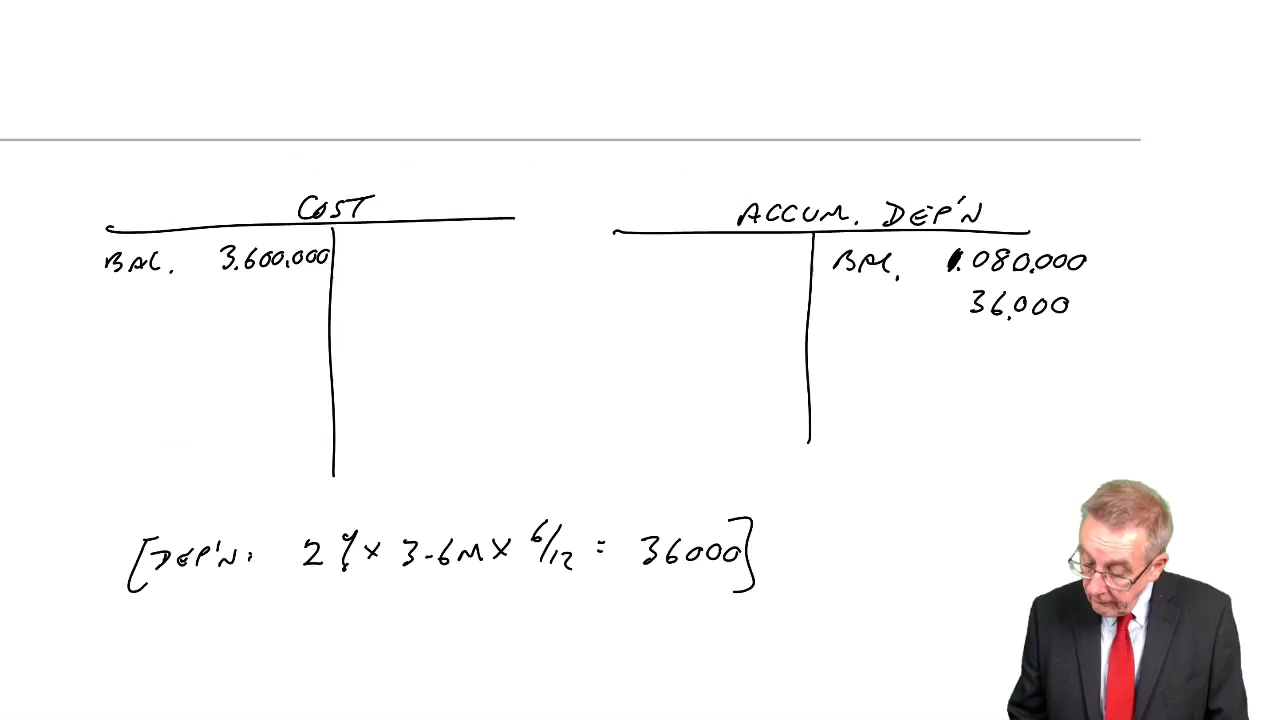 COST
BAL. 3.600,000
ACCUM. DEP'N
BAL. 1.080,000
36,000
[DEP'N: 2% × 3.6M × 6/12 = 36000]